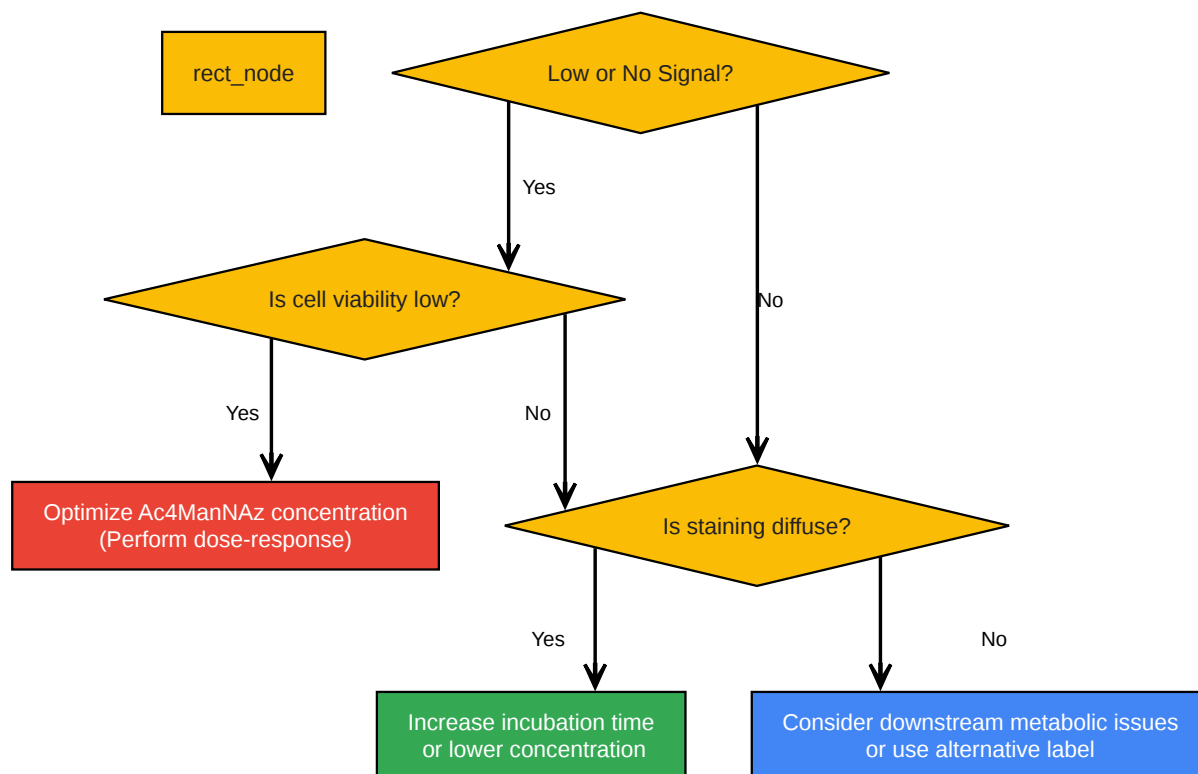 rect_node
Low or No Signal?
Yes
Is cell viability low?
No
Yes
No
Optimize Ac4ManNAz concentration
(Perform dose-response)
Is staining diffuse?
Yes
No
Increase incubation time
or lower concentration
Consider downstream metabolic issues
or use alternative label